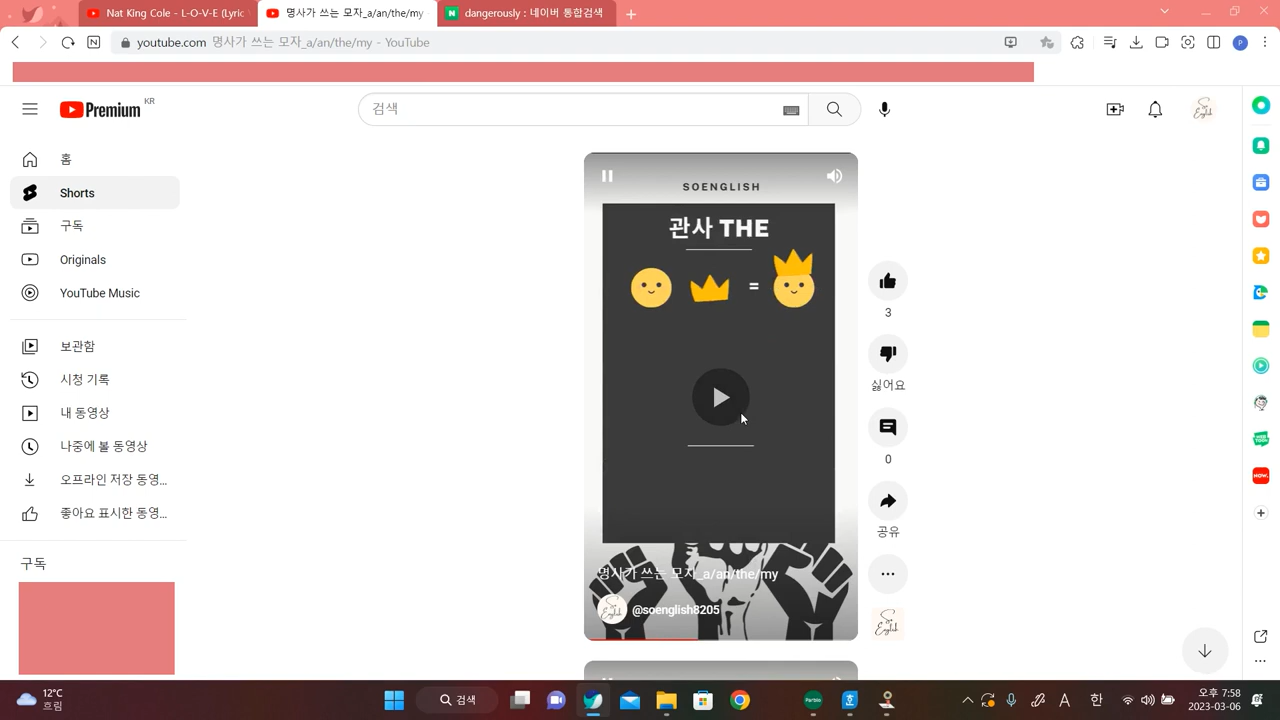 Nat King Cole - L-O-V-E (Lyric
명사가 쓰는 모자_a/an/the/my
dangerously : 네이버 통합검색
youtube.com 명사가 쓰는 모자_a/an/the/my - YouTube
Premium KR
검색
홈
Shorts
구독
Originals
YouTube Music
보관함
시청 기록
내 동영상
나중에 볼 동영상
오프라인 저장 동영...
좋아요 표시한 동영...
구독
SOENGLISH
관사 THE
=
명사가 쓰는 모자_a/an/the/my
So English
@soenglish8205
3
싫어요
0
공유
So English
NOW.
12°C
흐림
검색
A
한
오후 7:58
2023-03-06